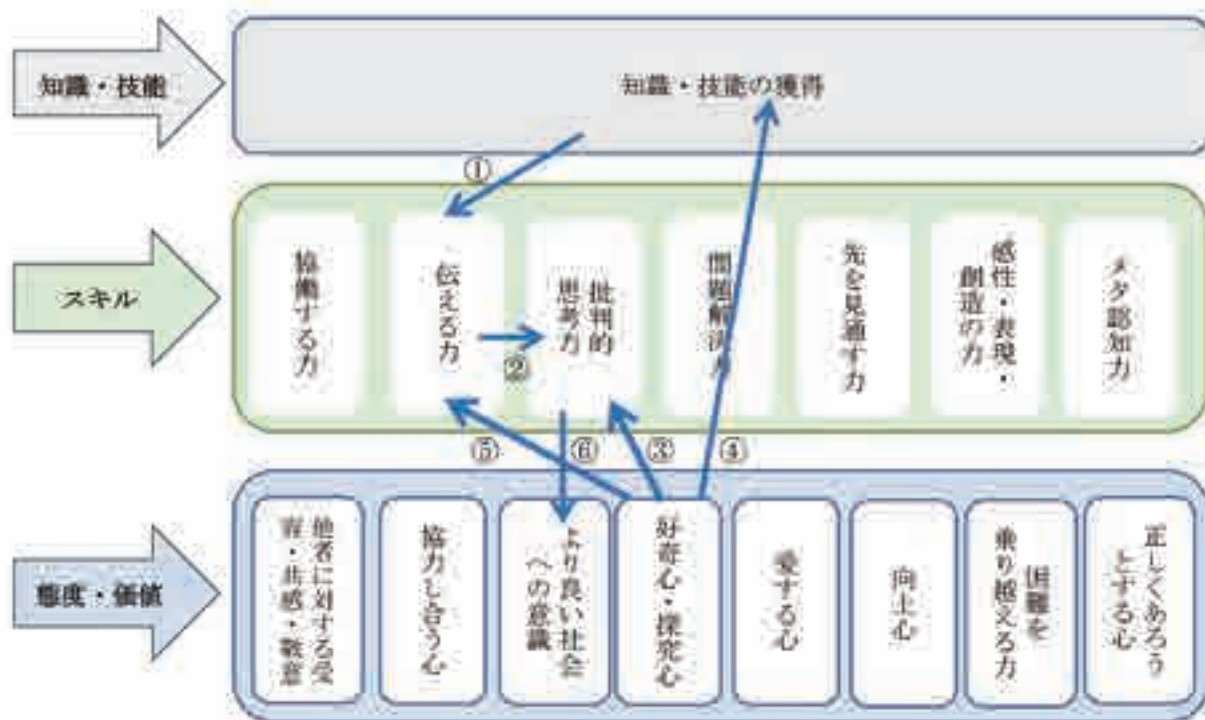 知識・技能
知識・技能の獲得
①
スキル
協働する力
伝える力
②
批判的
思考力
問題解決力
先を見通す力
感性・表現・
創造の力
メタ認知力
⑤
⑥
③
④
態度・価値
他者に対する受
容・共感・敬意
協力し合う心
より良い社会
への意識
好奇心・探究心
愛する心
向上心
困難を
乗り越える力
正しくあろう
とする心